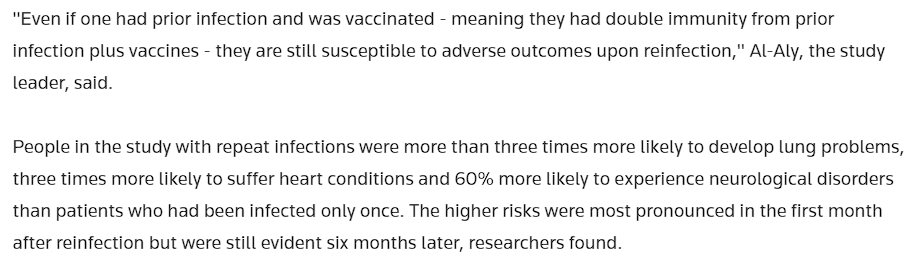 "Even if one had prior infection and was vaccinated - meaning they had double immunity from prior
infection plus vaccines - they are still susceptible to adverse outcomes upon reinfection," Al-Aly, the study
leader, said.
People in the study with repeat infections were more than three times more likely to develop lung problems,
three times more likely to suffer heart conditions and 60% more likely to experience neurological disorders
than patients who had been infected only once. The higher risks were most pronounced in the first month
after reinfection but were still evident six months later, researchers found.